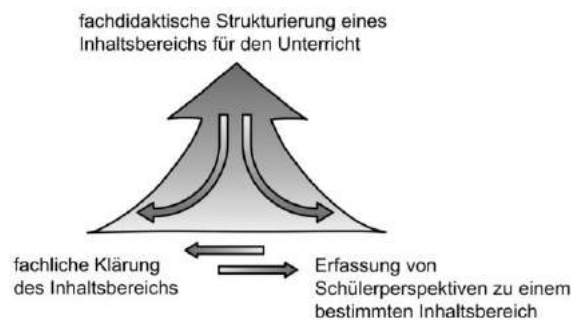 fachdidaktische Strukturierung eines
Inhaltsbereichs für den Unterricht
fachliche Klärung
des Inhaltsbereichs
Erfassung von
Schülerperspektiven zu einem
bestimmten Inhaltsbereich